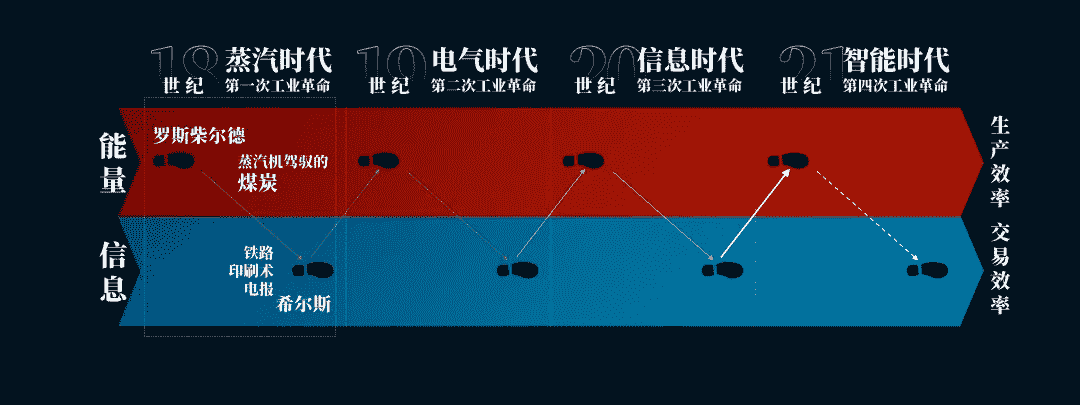 18
世纪
蒸汽时代
第一次工业革命
19
世纪
电气时代
第二次工业革命
20
世纪
信息时代
第三次工业革命
21
世纪
智能时代
第四次工业革命
能量
罗斯柴尔德
蒸汽机驾驭的
煤炭
生产效率
信息
铁路
印刷术
电报
希尔斯
交易效率